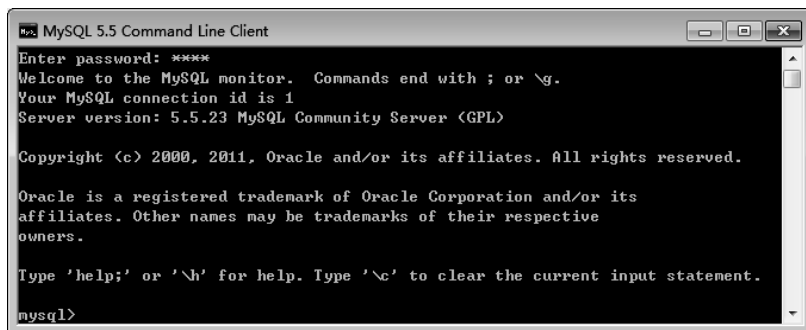 MySQL 5.5 Command Line Client
Enter password: ****
Welcome to the MySQL monitor.  Commands end with ; or \g.
Your MySQL connection id is 1
Server version: 5.5.23 MySQL Community Server (GPL)
Copyright (c) 2000, 2011, Oracle and/or its affiliates. All rights reserved.
Oracle is a registered trademark of Oracle Corporation and/or its
affiliates. Other names may be trademarks of their respective
owners.
Type 'help;' or '\h' for help. Type '\c' to clear the current input statement.
mysql>